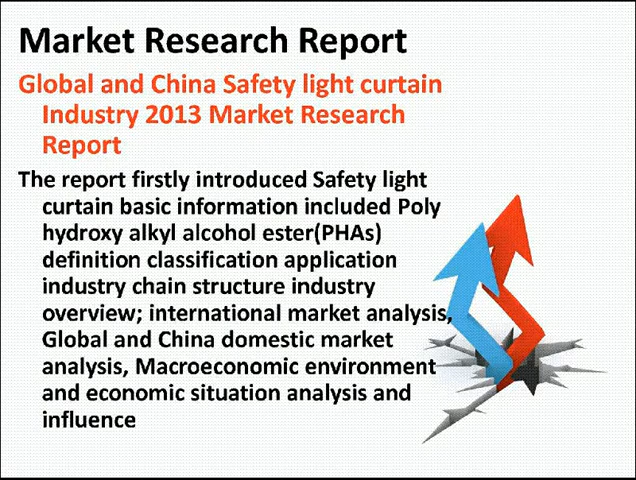 Market Research Report
Global and China Safety light curtain
Industry 2013 Market Research
Report
The report firstly introduced Safety light
curtain basic information included Poly
hydroxy alkyl alcohol ester(PHAs)
definition classification application
industry chain structure industry
overview; international market analysis,
Global and China domestic market
analysis, Macroeconomic environment
and economic situation analysis and
influence